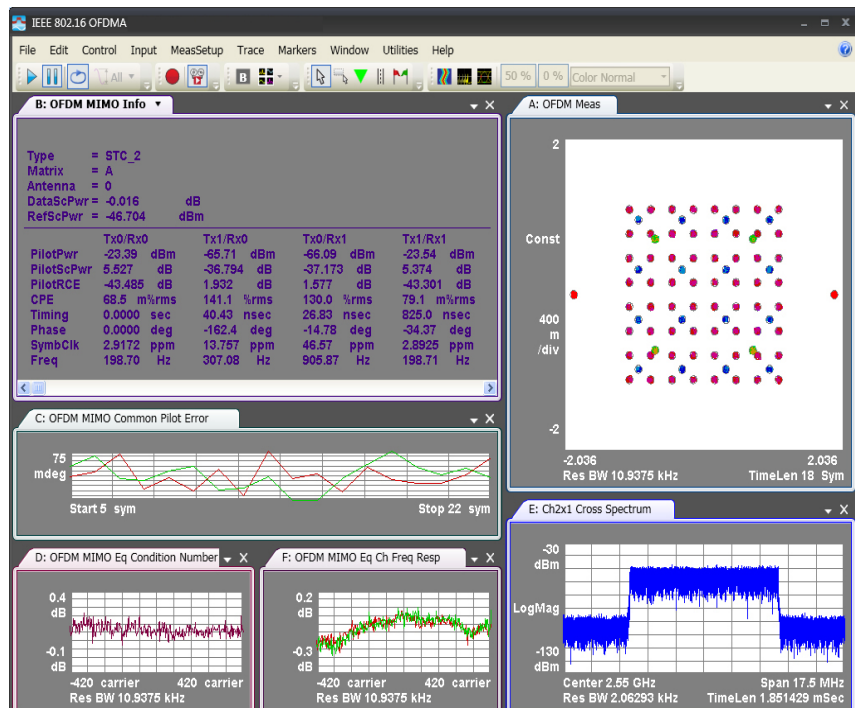 IEEE 802.16 OFDMA
File Edit Control Input MeasSetup Trace Markers Window Utilities Help
All B 50 % 0 % Color Normal
B: OFDM MIMO Info
Type = STC_2
Matrix = A
Antenna = 0
DataScPwr = -0.016 dB
RefScPwr = -46.704 dBm
Tx0/Rx0 Tx1/Rx0 Tx0/Rx1 Tx1/Rx1
PilotPwr -23.39 dBm -65.71 dBm -66.09 dBm -23.54 dBm
PilotScPwr 5.527 dB -36.794 dB -37.173 dB 5.374 dB
PilotRCE -43.485 dB 1.932 dB 1.577 dB -43.301 dB
CPE 68.5 m%rms 141.1 %rms 130.0 %rms 79.1 m%rms
Timing 0.0000 sec 40.43 nsec 26.83 nsec 825.0 nsec
Phase 0.0000 deg -162.4 deg -14.78 deg -34.37 deg
SymbClk 2.9172 ppm 13.757 ppm 46.57 ppm 2.8925 ppm
Freq 198.70 Hz 307.08 Hz 905.87 Hz 198.71 Hz
A: OFDM Meas
2
Const
400
m
/div
-2
-2.036 2.036
Res BW 10.9375 kHz TimeLen 18 Sym
C: OFDM MIMO Common Pilot Error
75
mdeg
Start 5 sym Stop 22 sym
E: Ch2x1 Cross Spectrum
-30
dBm
LogMag
-130
dBm
Center 2.55 GHz Span 17.5 MHz
Res BW 2.06293 kHz TimeLen 1.851429 mSec
D: OFDM MIMO Eq Condition Number
0.4
dB
-0.1
dB
-420 carrier 420 carrier
Res BW 10.9375 kHz
F: OFDM MIMO Eq Ch Freq Resp
0.2
dB
-0.3
dB
-420 carrier 420 carrier
Res BW 10.9375 kHz